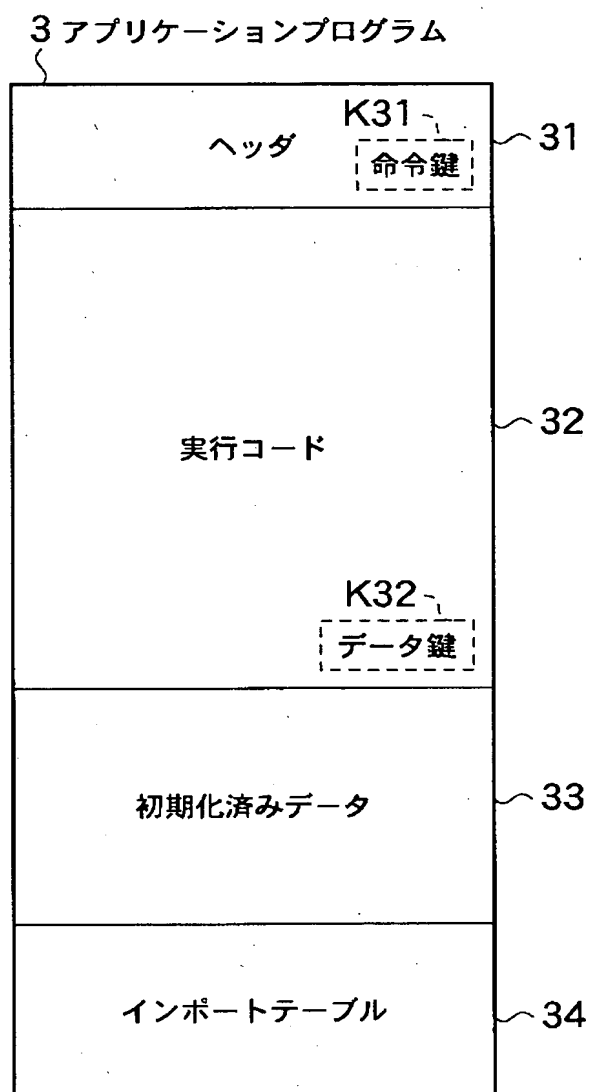 3 アプリケーションプログラム
K31
31
ヘッダ
命令鍵
32
実行コード
K32
データ鍵
33
初期化済みデータ
34
インポートテーブル